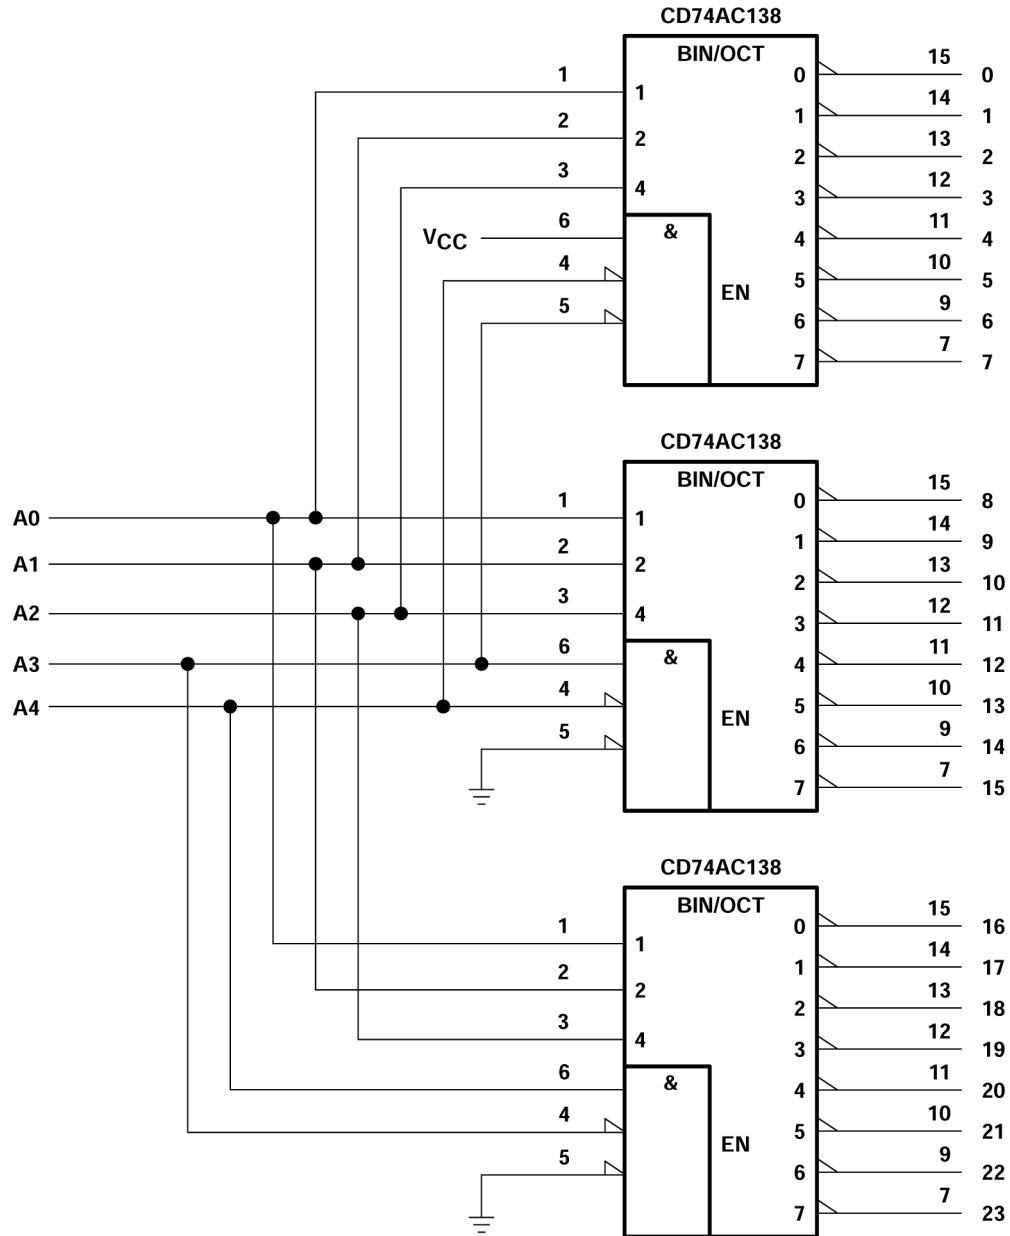 CD74AC138
BIN/OCT
1 1 0 15 0
2 2 1 14 1
3 4 2 13 2
VCC 6 & 3 12 3
4 EN 4 11 4
5 5 10 5
6 9 6
7 7 7
CD74AC138
BIN/OCT
A0 1 1 0 15 8
A1 2 2 1 14 9
A2 3 4 2 13 10
A3 6 & 3 12 11
A4 4 EN 4 11 12
5 5 10 13
6 9 14
7 7 15
CD74AC138
BIN/OCT
1 1 0 15 16
2 2 1 14 17
3 4 2 13 18
6 & 3 12 19
4 EN 4 11 20
5 5 10 21
6 9 22
7 7 23